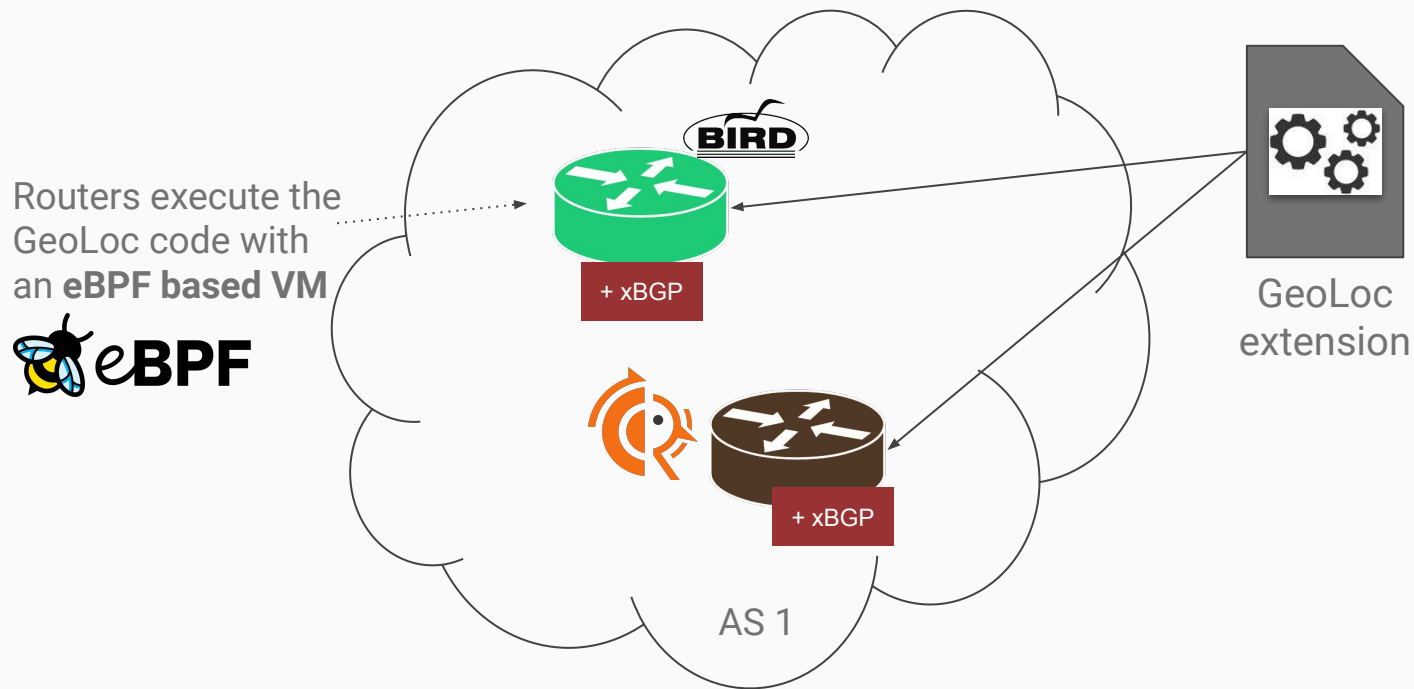 BIRD
Routers execute the
GeoLoc code with
an eBPF based VM
eBPF
+ xBGP
GeoLoc
extension
+ xBGP
AS 1